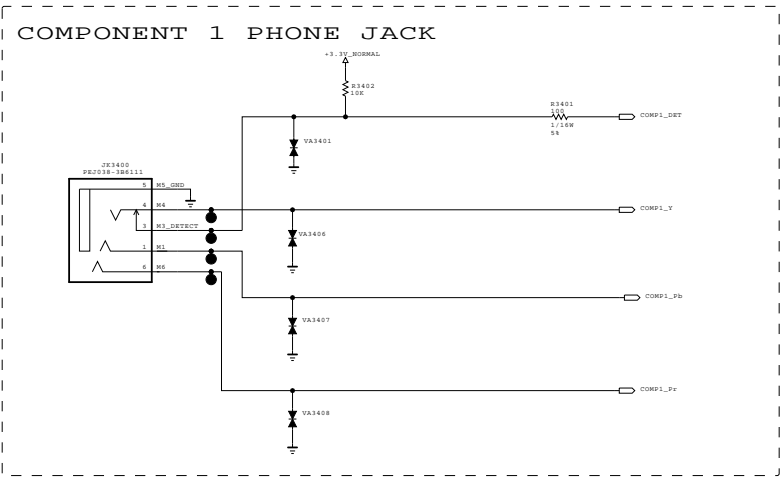 COMPONENT 1 PHONE JACK
+3.3V_NORMAL
R3402
10K
R3401
100
1/16W
5%
COMP1_DET
VA3401
JK3400
PEJ038-3B6111
5 M5_GND
4 M4
3 M3_DETECT
1 M1
6 M6
COMP1_Y
VA3406
COMP1_Pb
VA3407
COMP1_Pr
VA3408